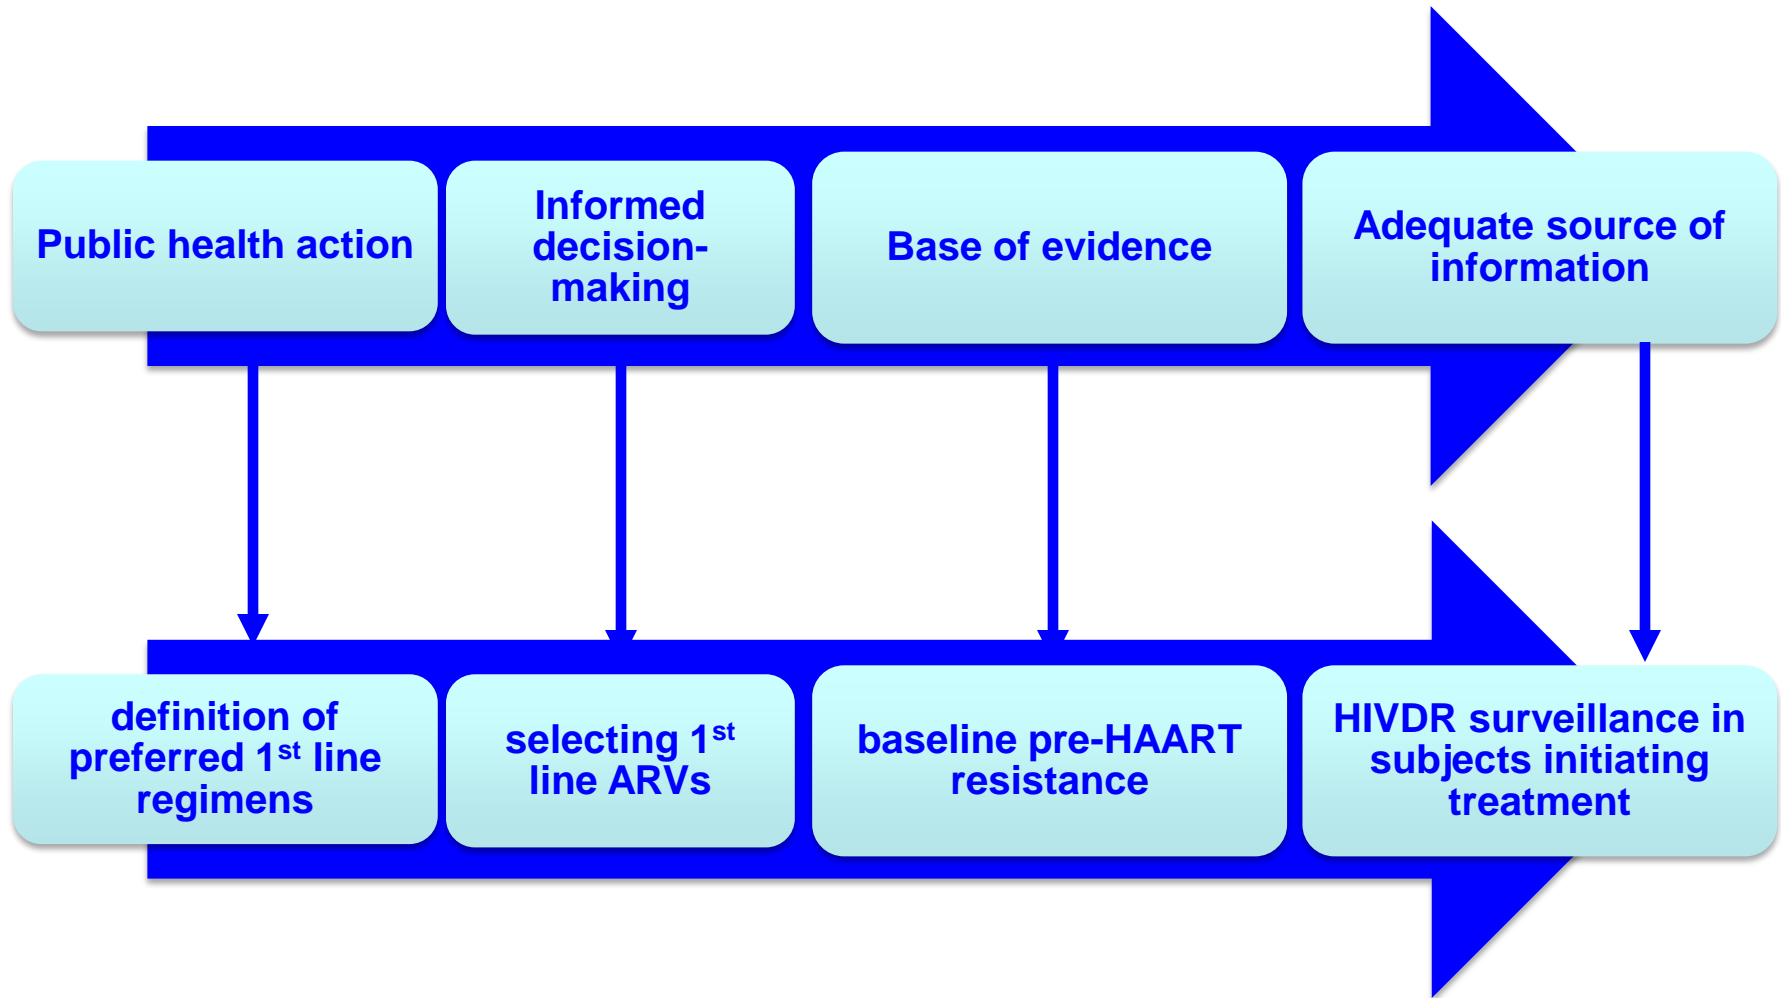 Public health action
Informed
decision-
making
Base of evidence
Adequate source of
information
definition of
preferred 1st line
regimens
selecting 1st
line ARVs
baseline pre-HAART
resistance
HIVDR surveillance in
subjects initiating
treatment